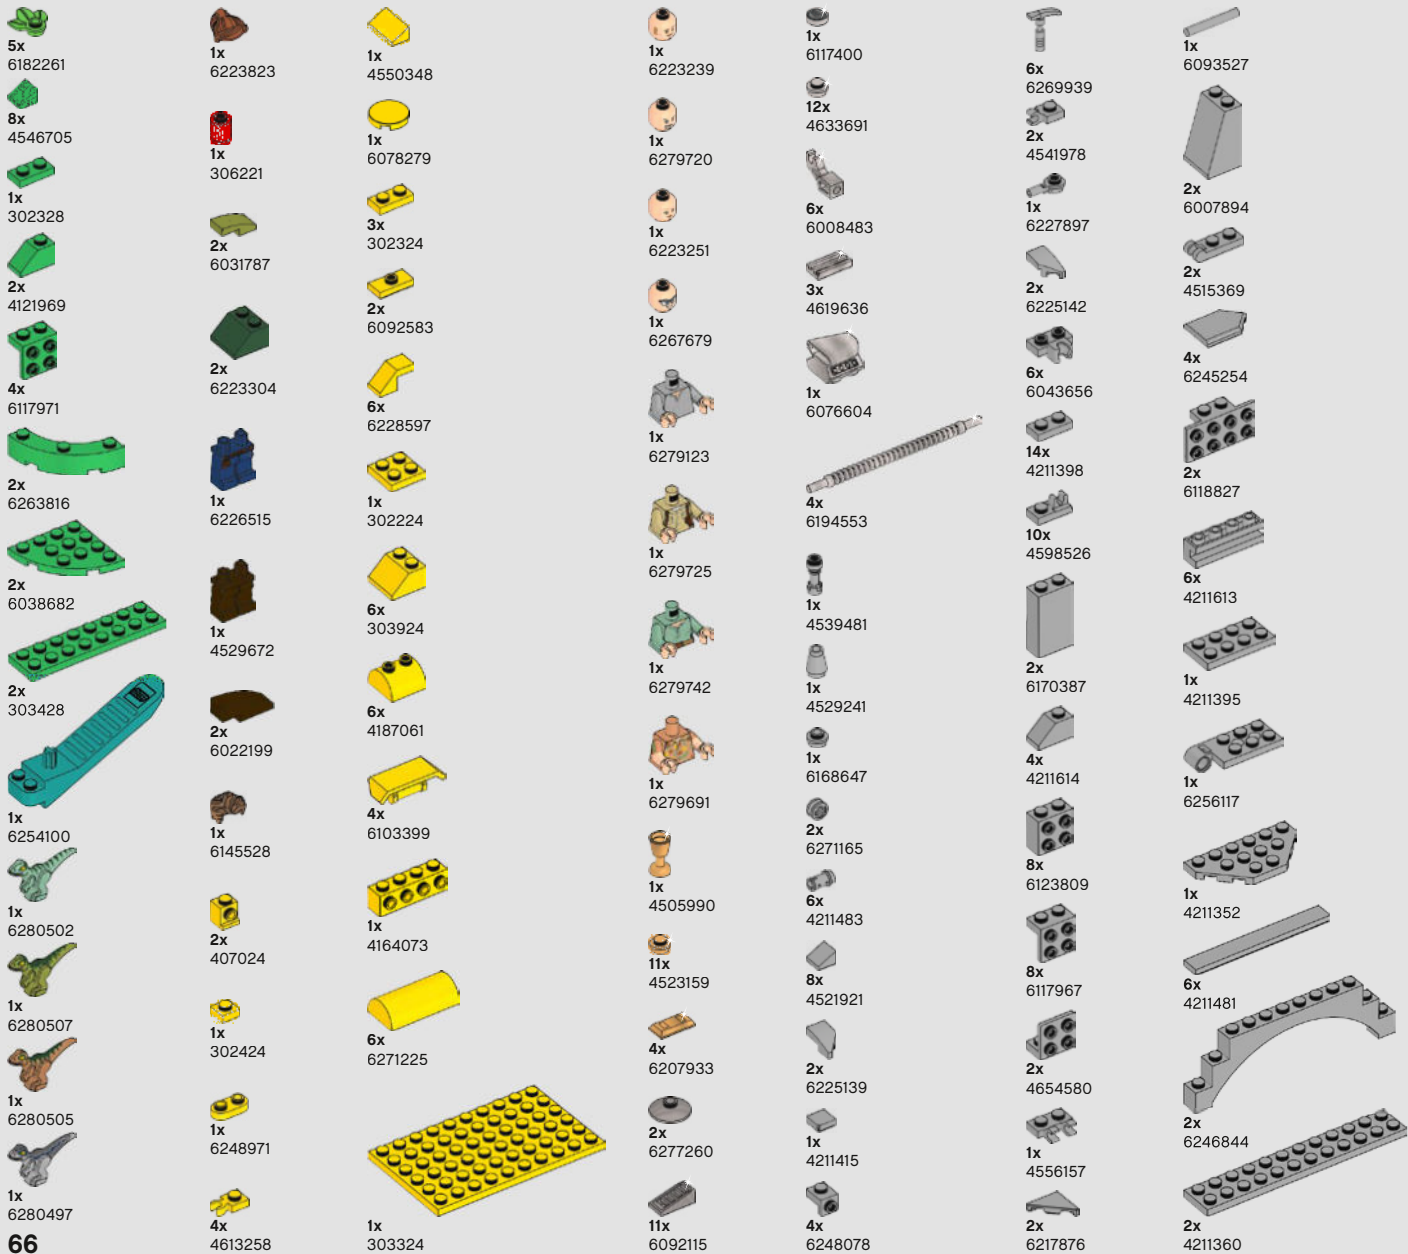 5x
6182261
8x
4546705
1x
302328
2x
4121969
4x
6117971
2x
6263816
2x
6038682
2x
303428
1x
6254100
1x
6280502
1x
6280507
1x
6280505
1x
6280497
66
1x
6223823
1x
306221
2x
6031787
2x
6223304
1x
6226515
1x
4529672
2x
6022199
1x
6145528
2x
407024
1x
302424
1x
6248971
4x
4613258
1x
4550348
1x
6078279
3x
302324
2x
6092583
6x
6228597
1x
302224
6x
303924
6x
4187061
4x
6103399
1x
4164073
6x
6271225
1x
303324
1x
6223239
1x
6279720
1x
6223251
1x
6267679
1x
6279123
1x
6279725
1x
6279742
1x
6279691
1x
4505990
11x
4523159
4x
6207933
2x
6277260
11x
6092115
1x
6117400
12x
4633691
6x
6008483
3x
4619636
1x
6076604
4x
6194553
1x
4539481
1x
4529241
1x
6168647
2x
6271165
6x
4211483
8x
4521921
2x
6225139
1x
4211415
4x
6248078
6x
6269939
2x
4541978
1x
6227897
2x
6225142
6x
6043656
14x
4211398
10x
4598526
2x
6170387
4x
4211614
8x
6123809
8x
6117967
2x
4654580
1x
4556157
2x
6217876
1x
6093527
2x
6007894
2x
4515369
4x
6245254
2x
6118827
6x
4211613
1x
4211395
1x
6256117
1x
4211352
6x
4211481
2x
6246844
2x
4211360